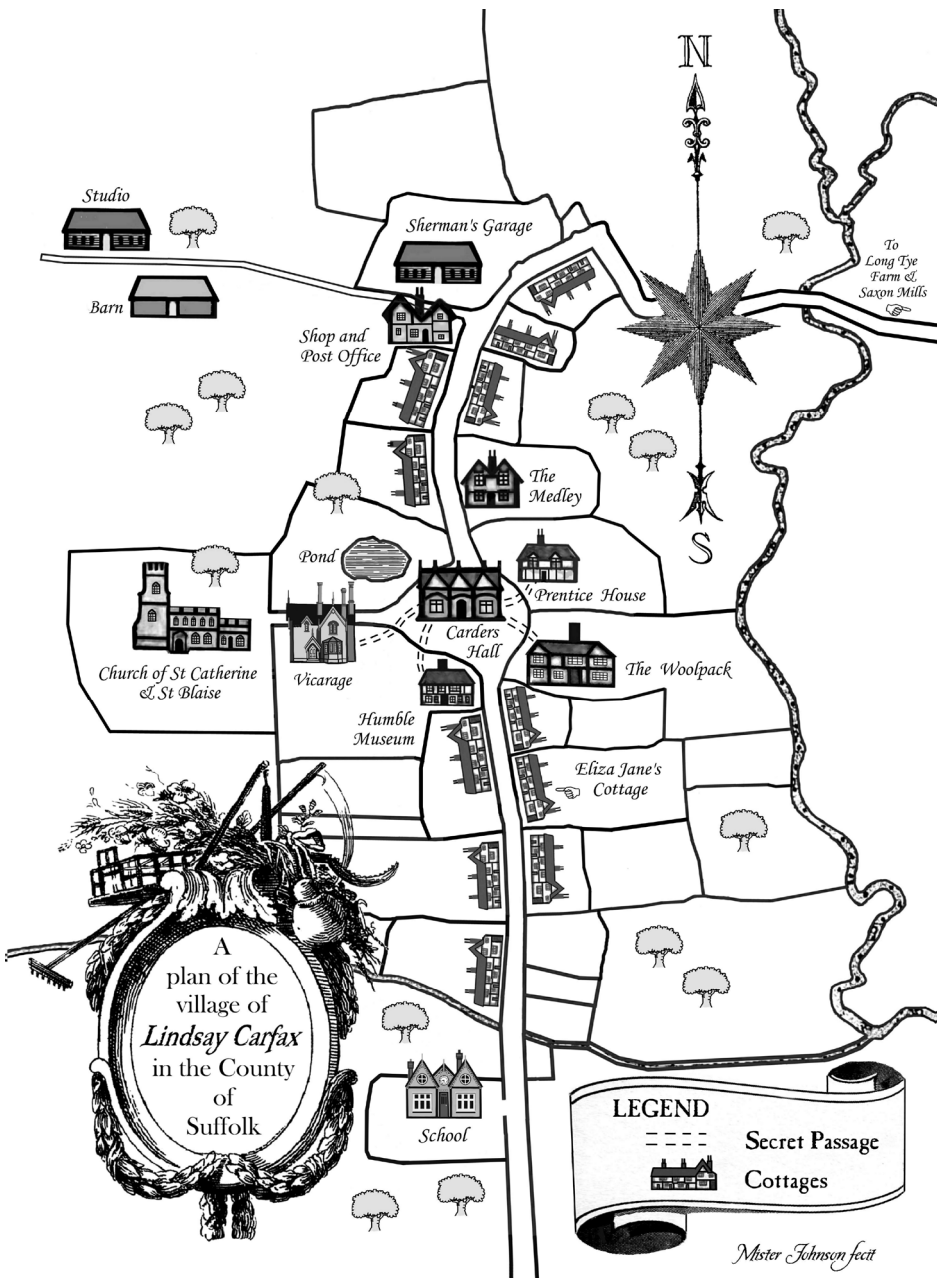 N
Studio
Sherman's Garage
To
Long Tye
Farm &
Saxon Mills
Barn
Shop and
Post Office
The
Medley
S
Pond
Prentice House
Carders
Hall
Church of St Catherine
& St Blaise
Vicarage
The Woolpack
Humble
Museum
Eliza Jane's
Cottage
A
plan of the
village of
Lindsay Carfax
in the County
of
Suffolk
School
LEGEND
Secret Passage
Cottages
Mister Johnson fecit